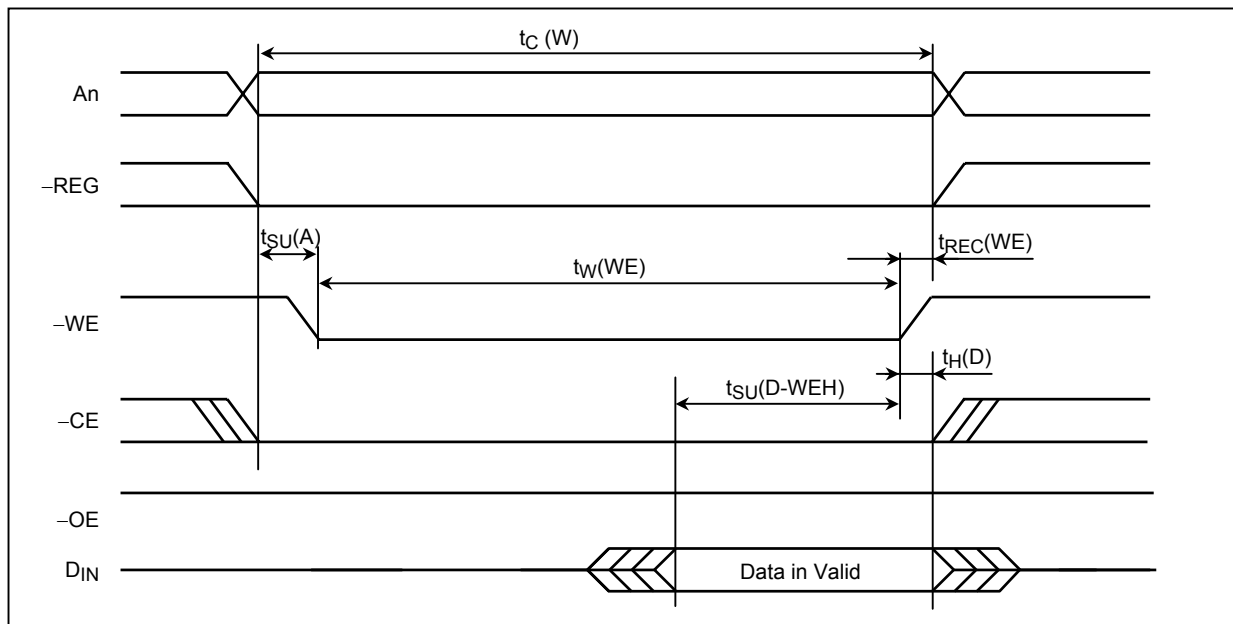 tC (W)
An
–REG
tSU(A)
tREC(WE)
tW(WE)
–WE
tH(D)
tSU(D-WEH)
–CE
–OE
DIN
Data in Valid